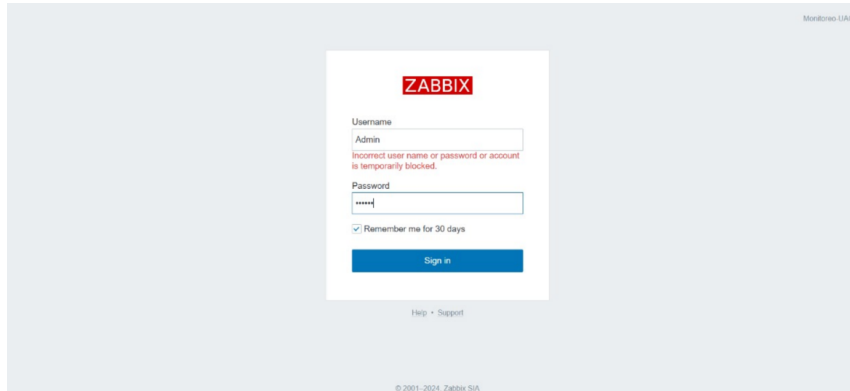 Monitoreo
ZABBIX
Username
Admin
Incorrect user name or password or account
is temporarily blocked.
Password
••••••
Remember me for 30 days
Sign in
Help • Support
© 2001–2024, Zabbix SIA